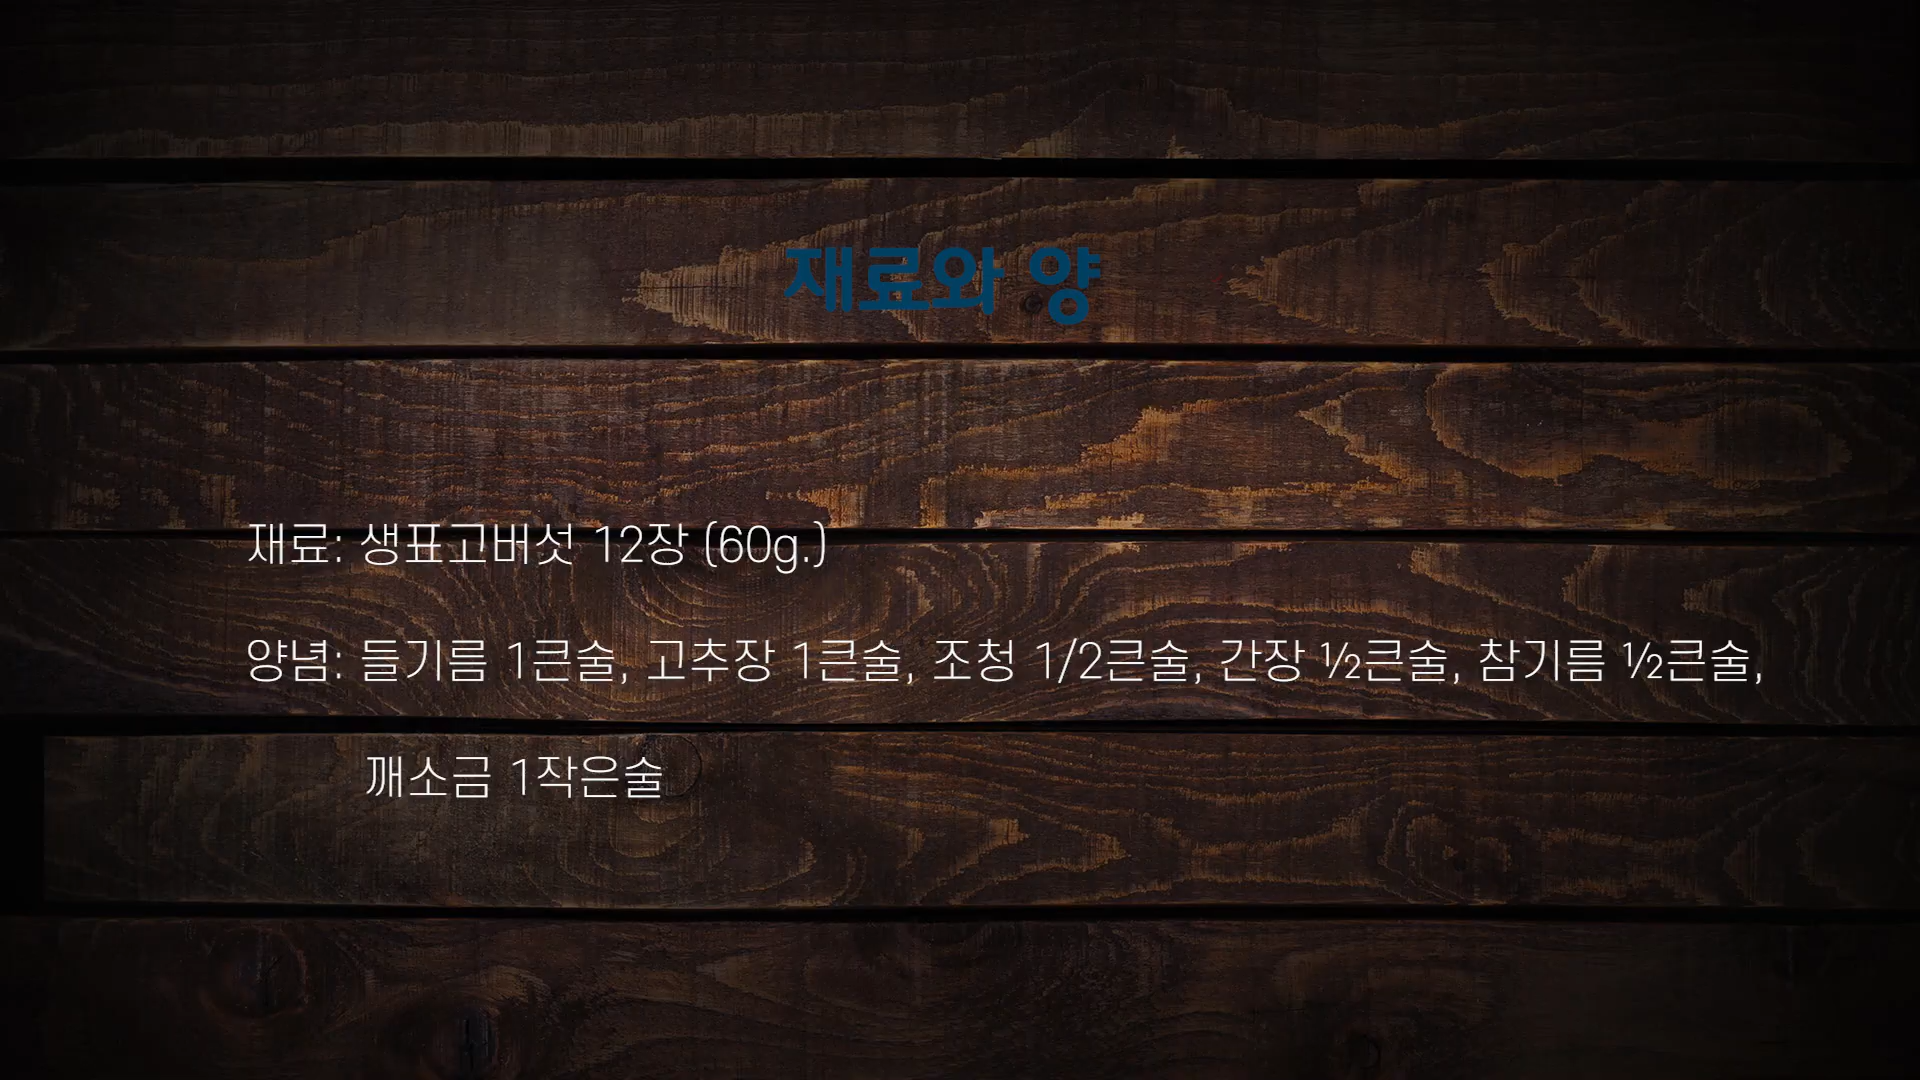 재료와 양
재료: 생표고버섯 12장 (60g.)
양념: 들기름 1큰술, 고추장 1큰술, 조청 1/2큰술, 간장 ½큰술, 참기름 ½큰술,
깨소금 1작은술